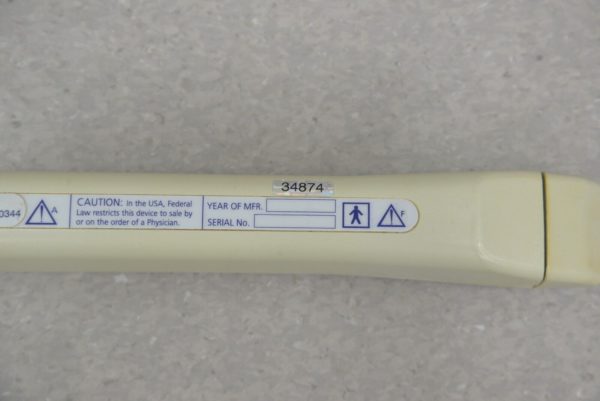 34874
0344
A
CAUTION: In the USA, Federal
Law restricts this device to sale by
or on the order of a Physician.
YEAR OF MFR.
SERIAL No.
F